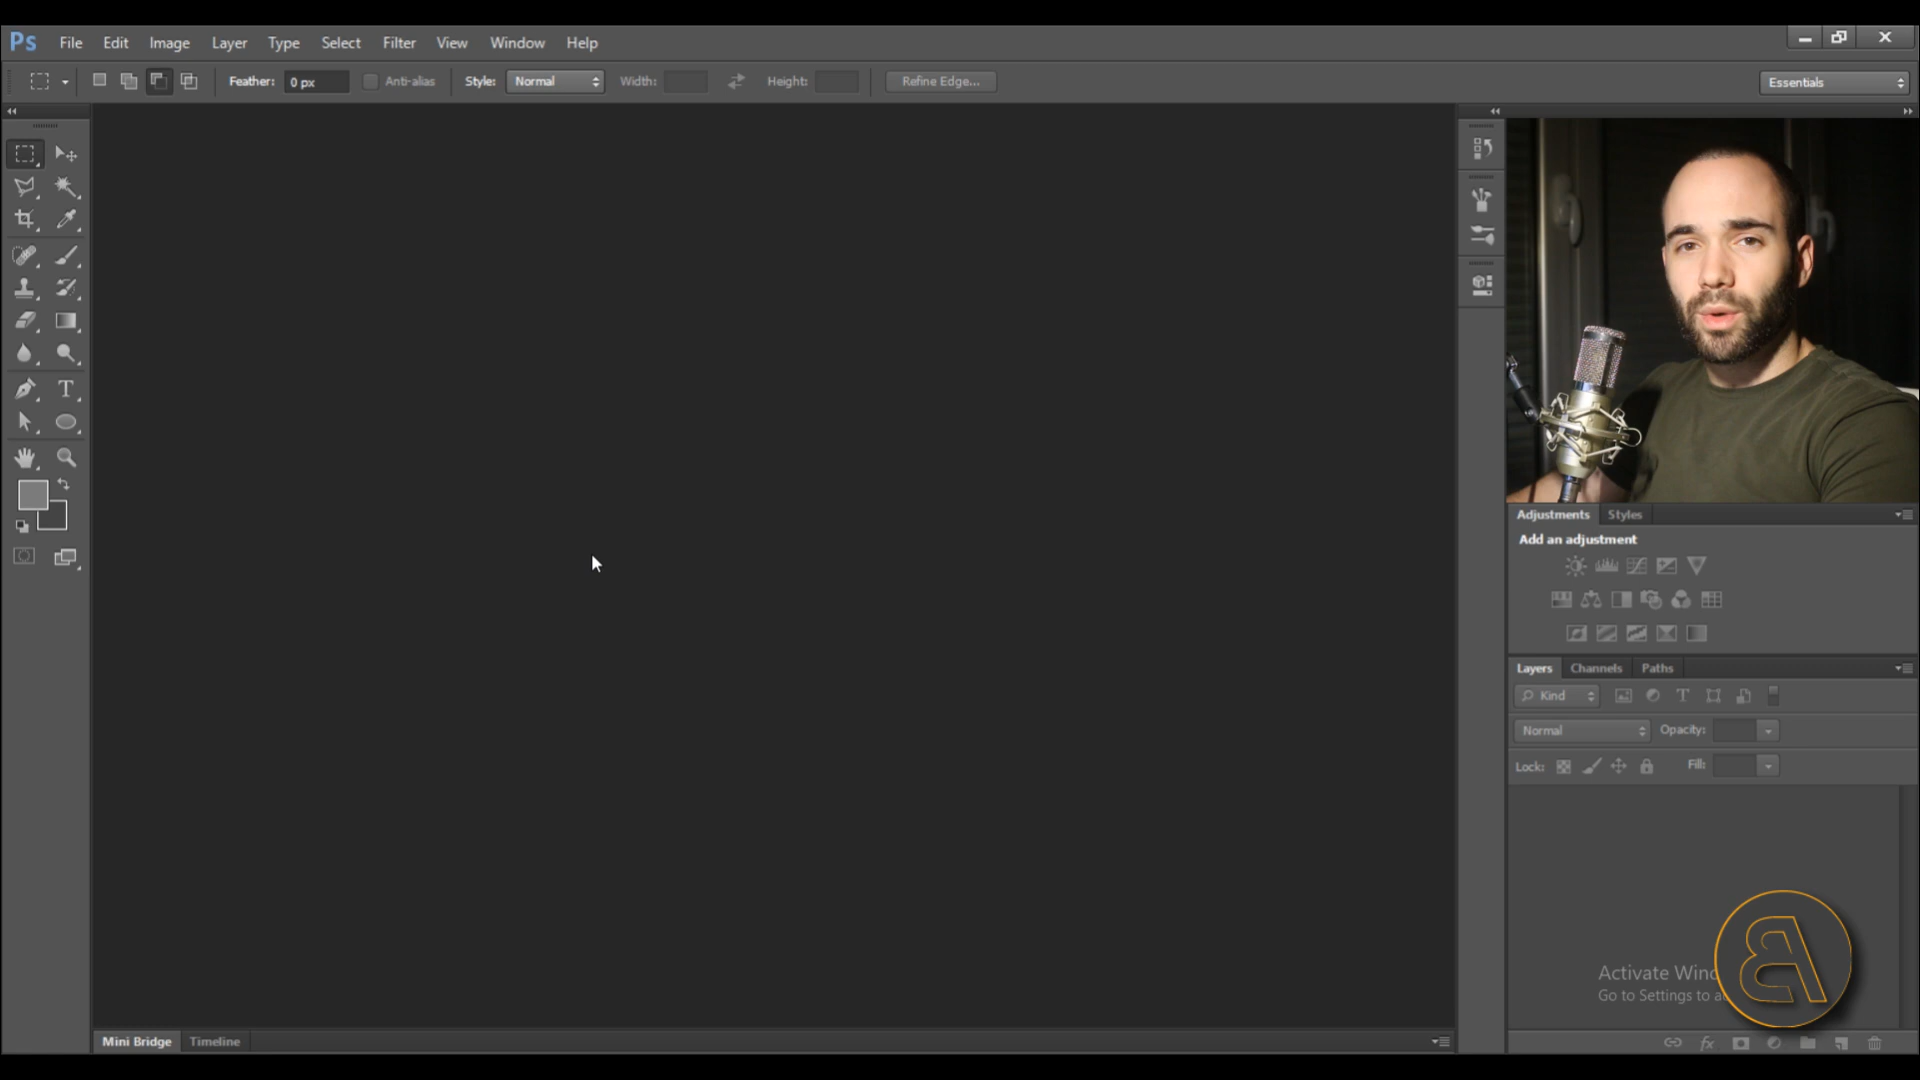 Ps File Edit Image Layer Type Select Filter View Window Help
Feather: 0 px Anti-alias Style: Normal Width: Height: Refine Edge... Essentials
Adjustments Styles
Add an adjustment
Layers Channels Paths
Kind
Normal Opacity:
Lock: Fill:
Activate
Go to Settings to
Mini Bridge Timeline
fx